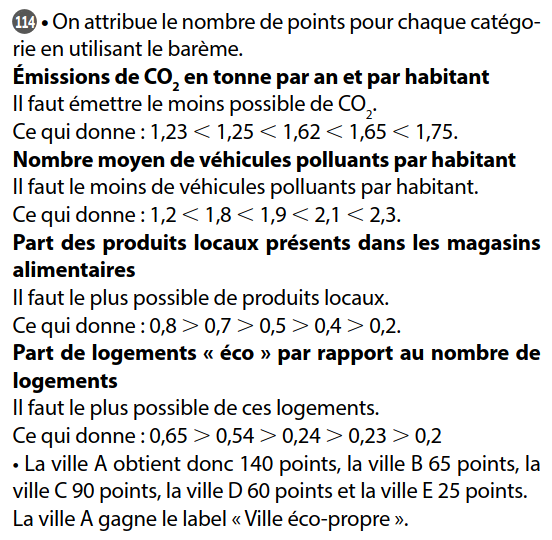 114 • On attribue le nombre de points pour chaque catégo-
rie en utilisant le barème.
Émissions de CO₂ en tonne par an et par habitant
Il faut émettre le moins possible de CO₂.
Ce qui donne : 1,23 < 1,25 < 1,62 < 1,65 < 1,75.
Nombre moyen de véhicules polluants par habitant
Il faut le moins de véhicules polluants par habitant.
Ce qui donne : 1,2 < 1,8 < 1,9 < 2,1 < 2,3.
Part des produits locaux présents dans les magasins
alimentaires
Il faut le plus possible de produits locaux.
Ce qui donne : 0,8 > 0,7 > 0,5 > 0,4 > 0,2.
Part de logements « éco » par rapport au nombre de
logements
Il faut le plus possible de ces logements.
Ce qui donne : 0,65 > 0,54 > 0,24 > 0,23 > 0,2
• La ville A obtient donc 140 points, la ville B 65 points, la
ville C 90 points, la ville D 60 points et la ville E 25 points.
La ville A gagne le label « Ville éco-propre ».